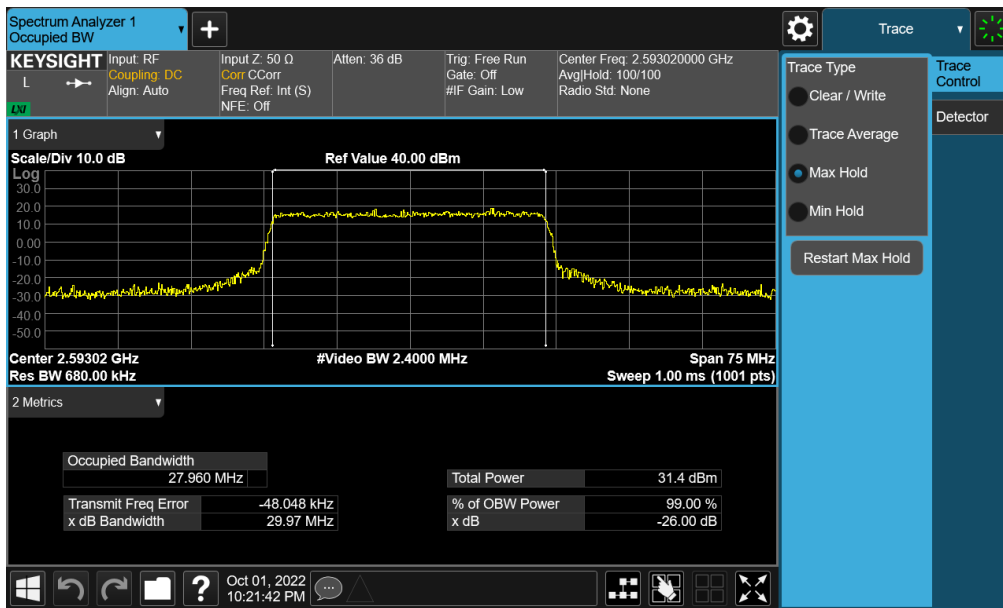 Spectrum Analyzer 1
Occupied BW
+
Trace
KEYSIGHT
L
LXI
Input: RF
Coupling: DC
Align: Auto
Input Z: 50 Ω
Corr CCorr
Freq Ref: Int (S)
NFE: Off
Atten: 36 dB
Trig: Free Run
Gate: Off
#IF Gain: Low
Center Freq: 2.593020000 GHz
Avg|Hold: 100/100
Radio Std: None
Trace Type
Clear / Write
Trace Average
Max Hold
Min Hold
Restart Max Hold
Trace
Control
Detector
1 Graph
Scale/Div 10.0 dB
Ref Value 40.00 dBm
Log
30.0
20.0
10.0
0.00
-10.0
-20.0
-30.0
-40.0
-50.0
Center 2.59302 GHz
#Video BW 2.4000 MHz
Span 75 MHz
Res BW 680.00 kHz
Sweep 1.00 ms (1001 pts)
2 Metrics
Occupied Bandwidth
27.960 MHz
Total Power 31.4 dBm
Transmit Freq Error -48.048 kHz
% of OBW Power 99.00 %
x dB Bandwidth 29.97 MHz
x dB -26.00 dB
?
Oct 01, 2022
10:21:42 PM